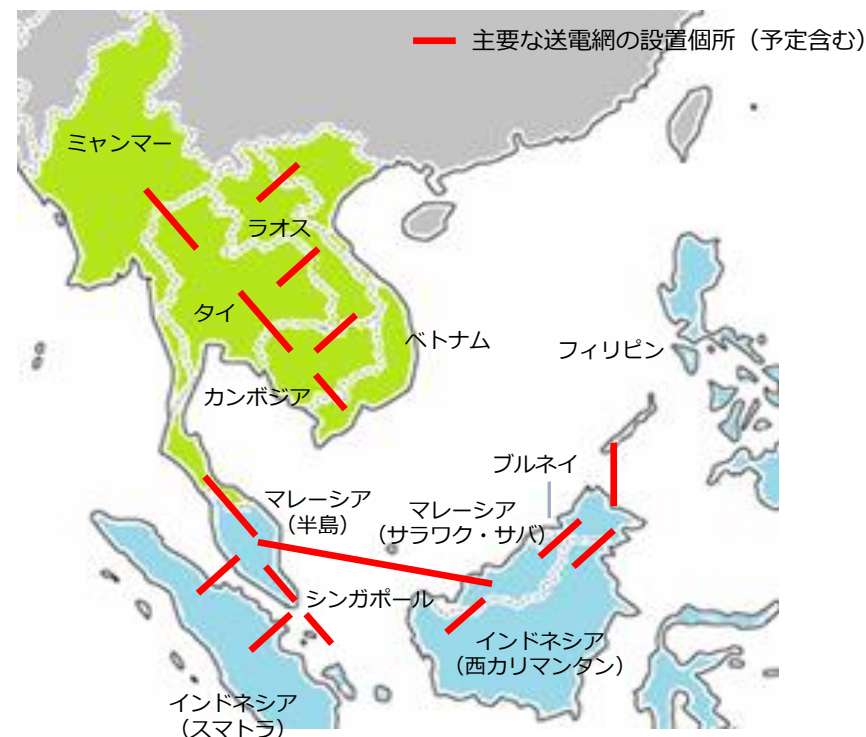 主要な送電網の設置個所（予定含む）
ミャンマー
ラオス
タイ
ベトナム
フィリピン
カンボジア
ブルネイ
マレーシア
（半島）
マレーシア
（サラワク・サバ）
シンガポール
インドネシア
（西カリマンタン）
インドネシア
（スマトラ）